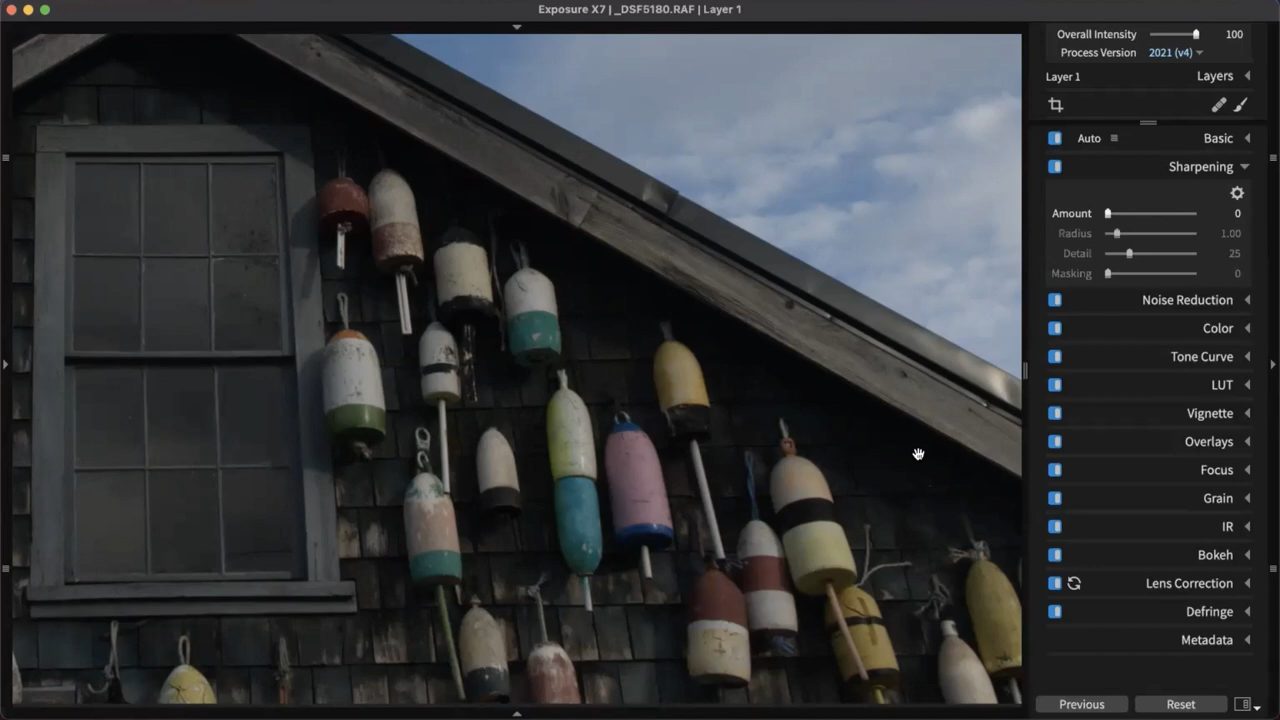 Exposure X7 | _DSF5180.RAF | Layer 1
Overall Intensity 100
Process Version 2021 (v4)
Layer 1 Layers
Auto Basic
Sharpening
Amount 0
Radius 1.00
Detail 25
Masking 0
Noise Reduction
Color
Tone Curve
LUT
Vignette
Overlays
Focus
Grain
IR
Bokeh
Lens Correction
Defringe
Metadata
Previous Reset